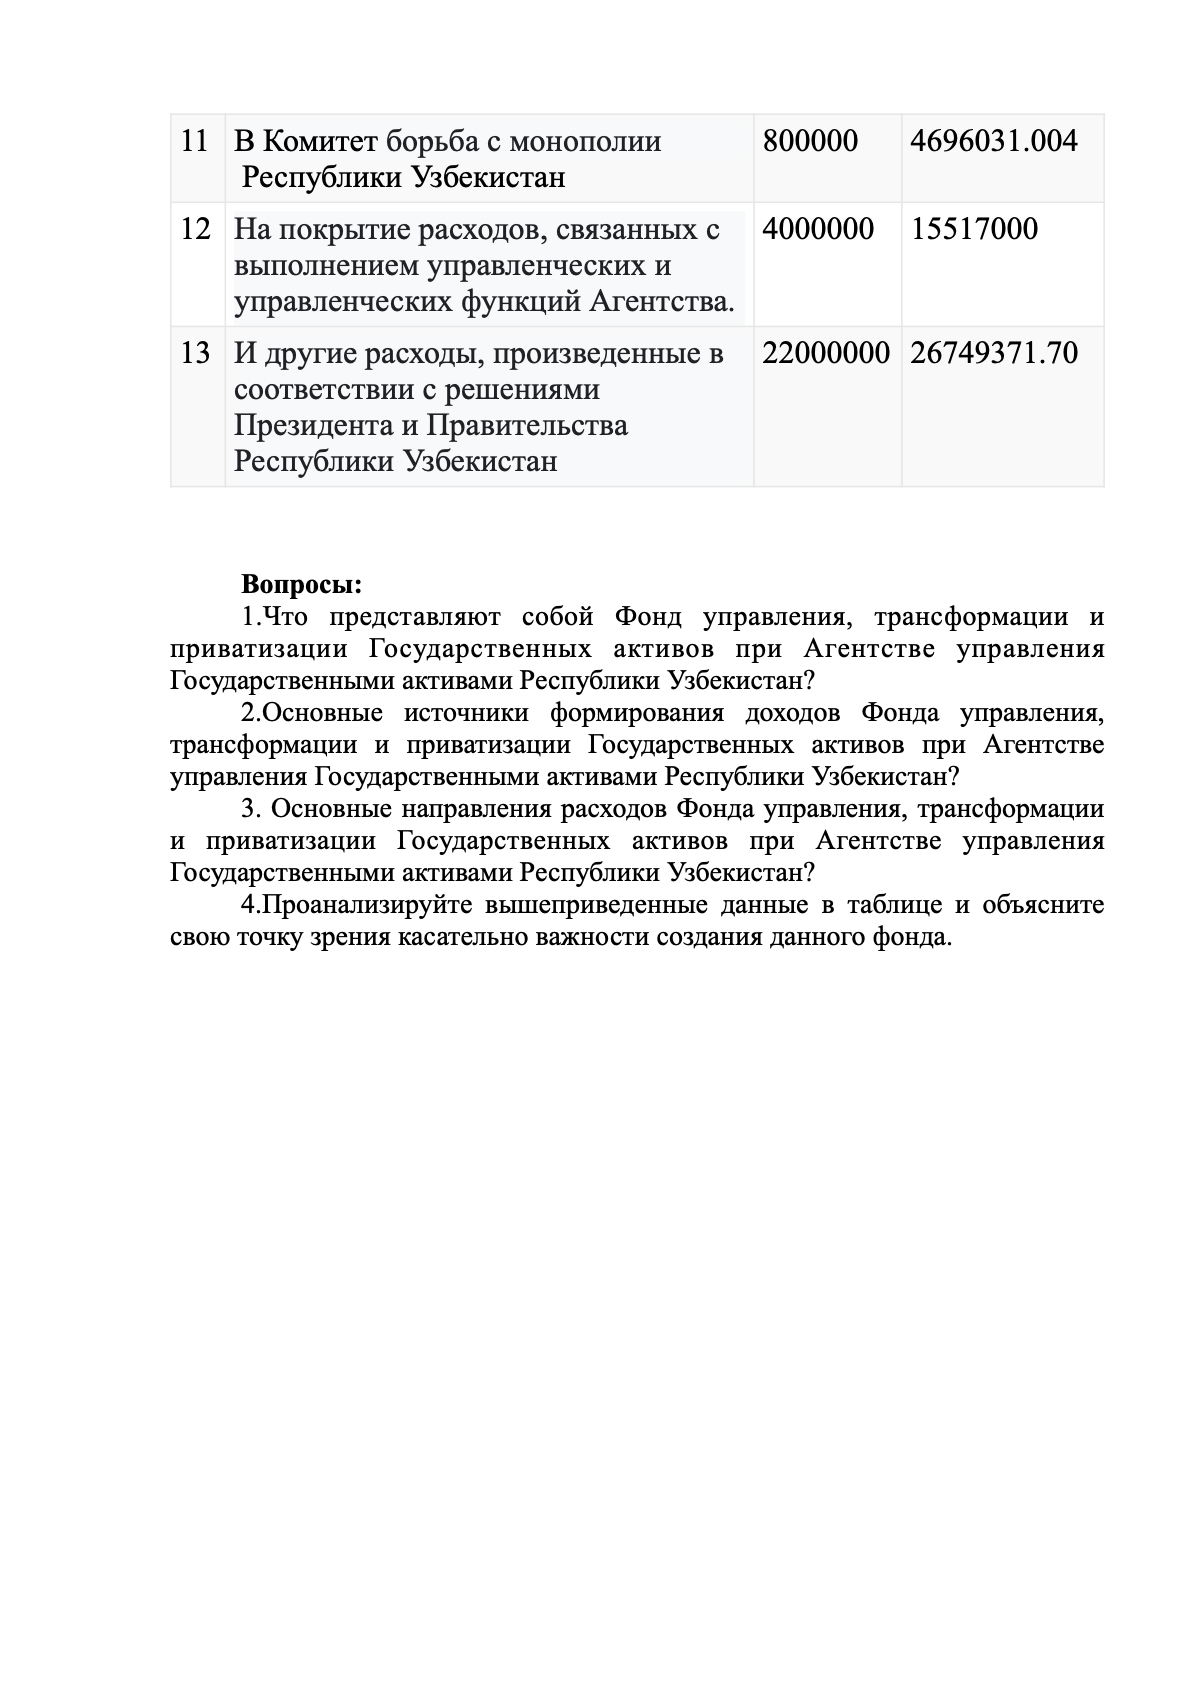 11 В Комитет борьба с монополии 800000 4696031.004
Республики Узбекистан
12 На покрытие расходов, связанных с 4000000 15517000
выполнением управленческих и
управленческих функций Агентства.
13 И другие расходы, произведенные в 22000000 26749371.70
соответствии с решениями
Президента и Правительства
Республики Узбекистан
Вопросы:
1.Что представляют собой Фонд управления, трансформации и
приватизации Государственных активов при Агентстве управления
Государственными активами Республики Узбекистан?
2.Основные источники формирования доходов Фонда управления,
трансформации и приватизации Государственных активов при Агентстве
управления Государственными активами Республики Узбекистан?
3. Основные направления расходов Фонда управления, трансформации
и приватизации Государственных активов при Агентстве управления
Государственными активами Республики Узбекистан?
4.Проанализируйте вышеприведенные данные в таблице и объясните
свою точку зрения касательно важности создания данного фонда.